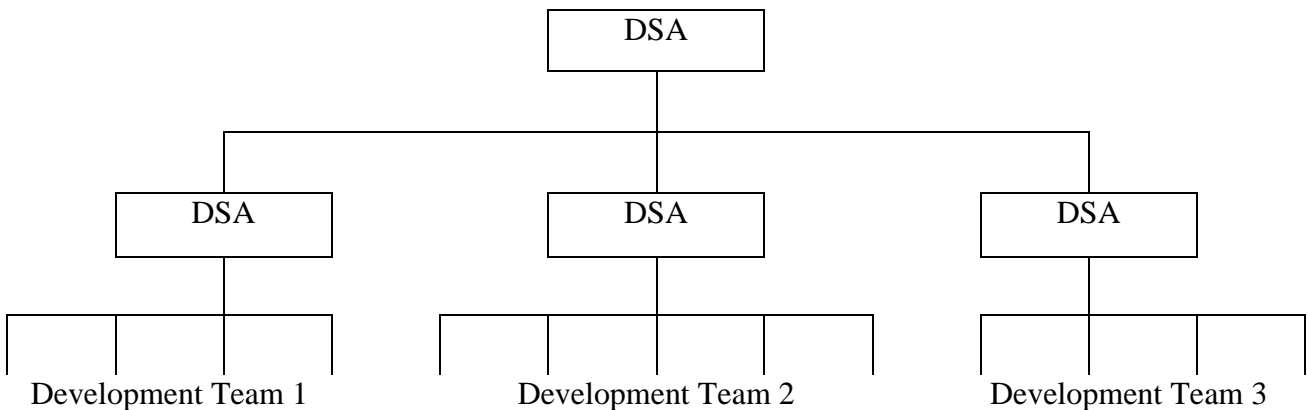 DSA
DSA DSA DSA
Development Team 1 Development Team 2 Development Team 3